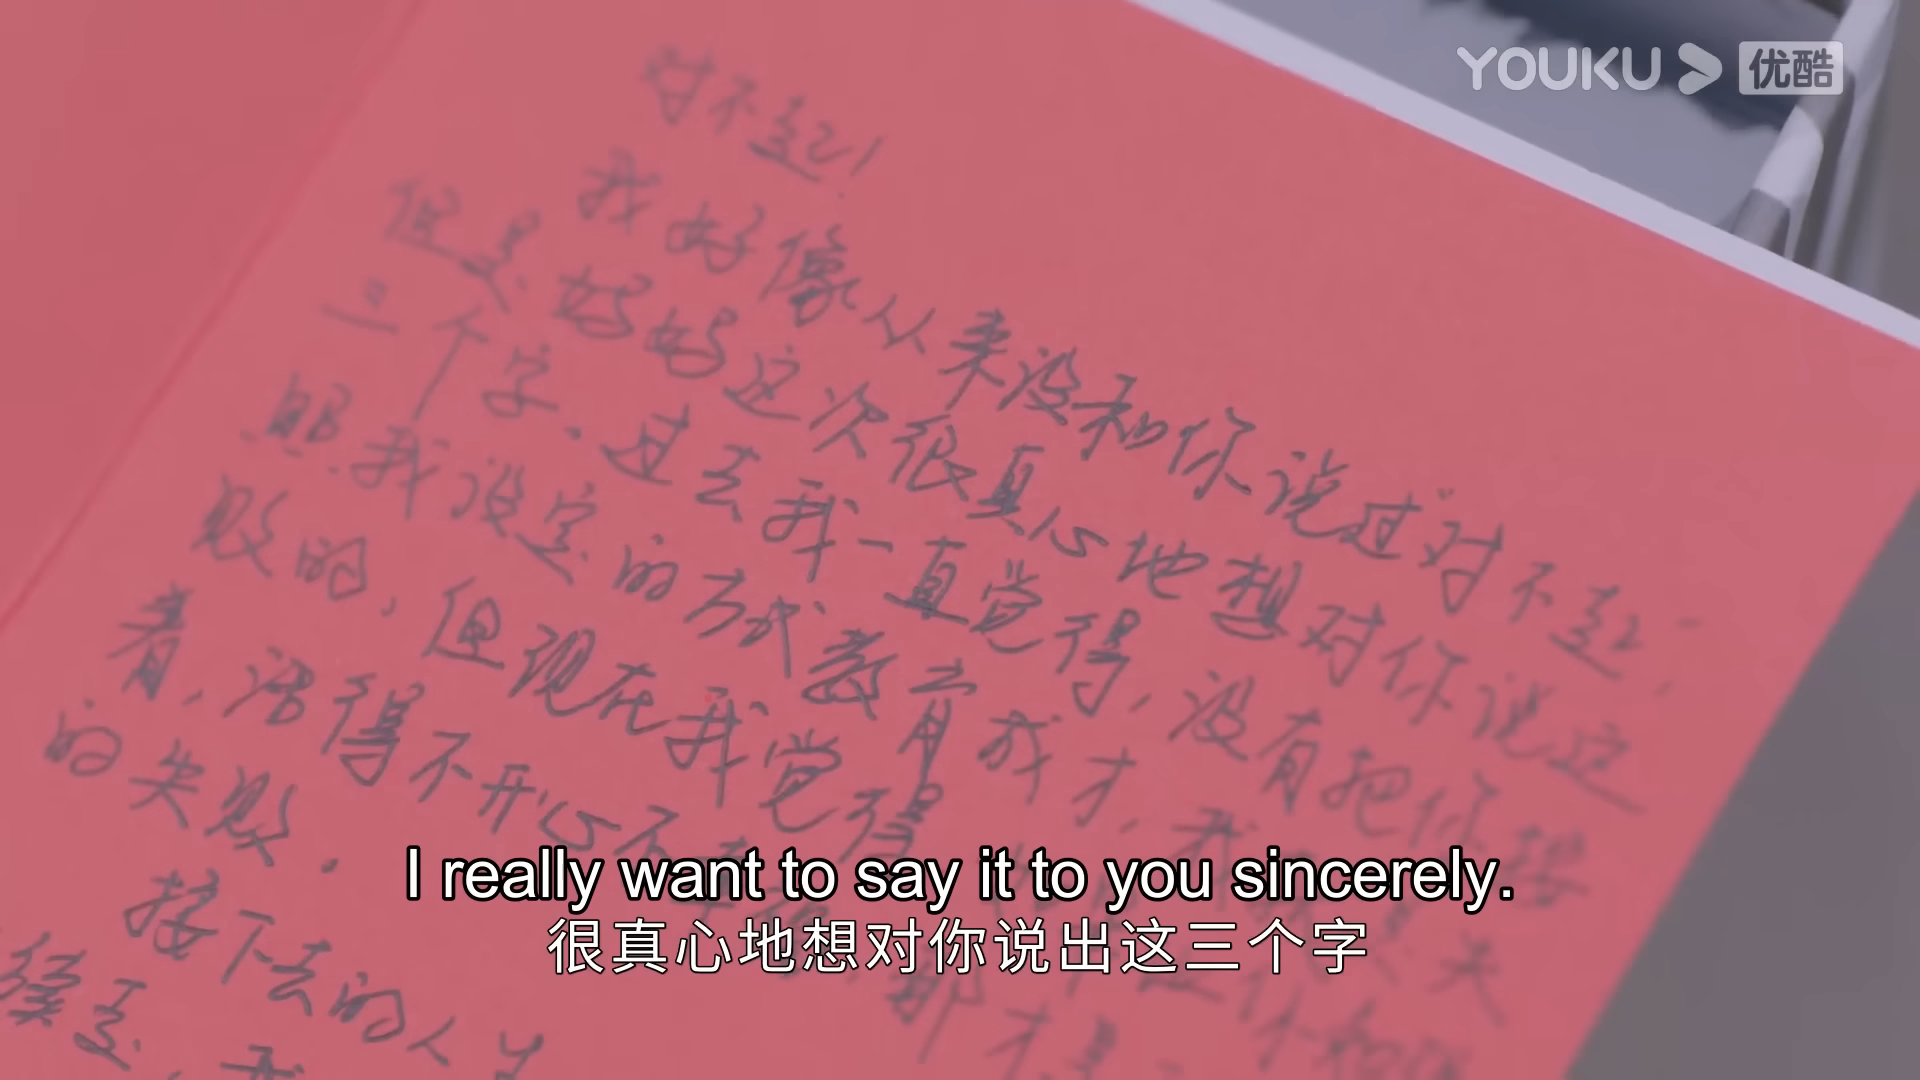 YOUKU 优酷
对不起!
我好像从来没和你说过对不起,
但是妈妈这次很真心地想对你说这
三个字。过去我一直觉得,没有把你按
照我设定的方式教育成才,我
败的,但现在我觉得
着,活得不开心不
的失败。
接下去的人生
I really want to say it to you sincerely.
很真心地想对你说出这三个字